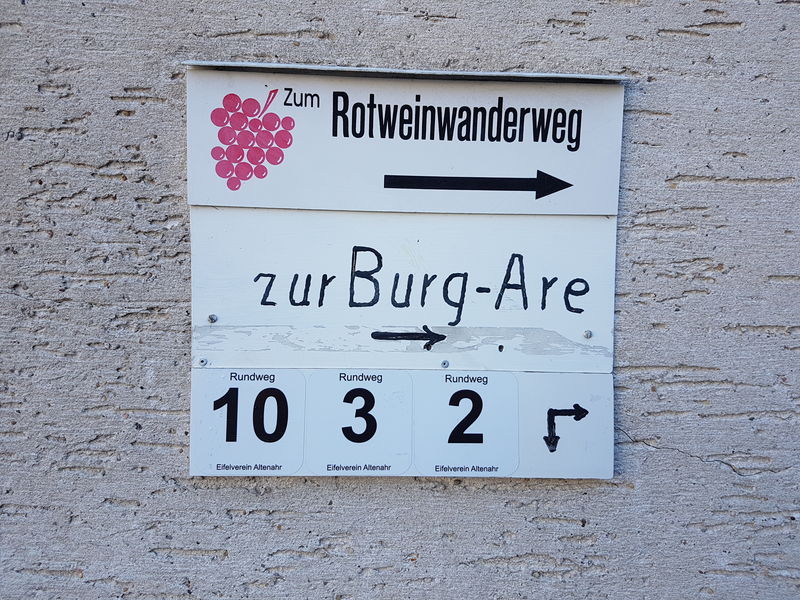 Zum Rotweinwanderweg
zur Burg-Are
Rundweg Rundweg Rundweg
10 3 2
Eifelverein Altenahr Eifelverein Altenahr Eifelverein Altenahr